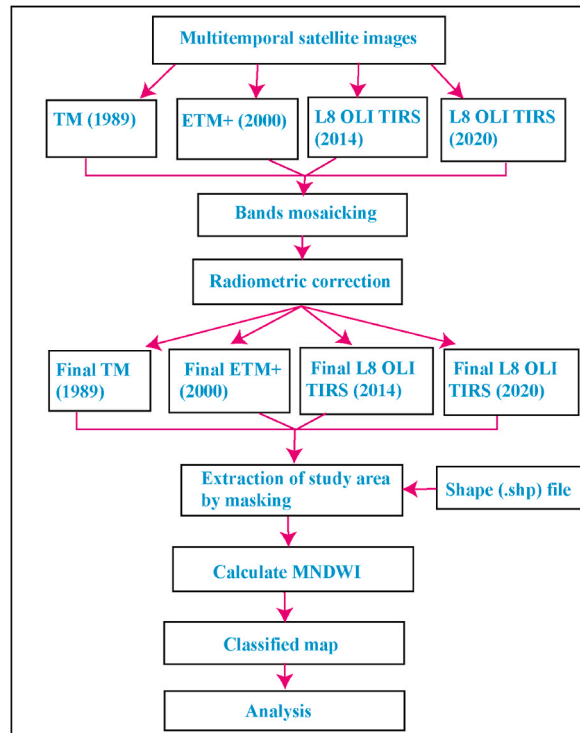 Multitemporal satellite images
TM (1989)
ETM+ (2000)
L8 OLI TIRS
(2014)
L8 OLI TIRS
(2020)
Bands mosaicking
Radiometric correction
Final TM
(1989)
Final ETM+
(2000)
Final L8 OLI
TIRS (2014)
Final L8 OLI
TIRS (2020)
Extraction of study area
by masking
Shape (.shp) file
Calculate MNDWI
Classified map
Analysis